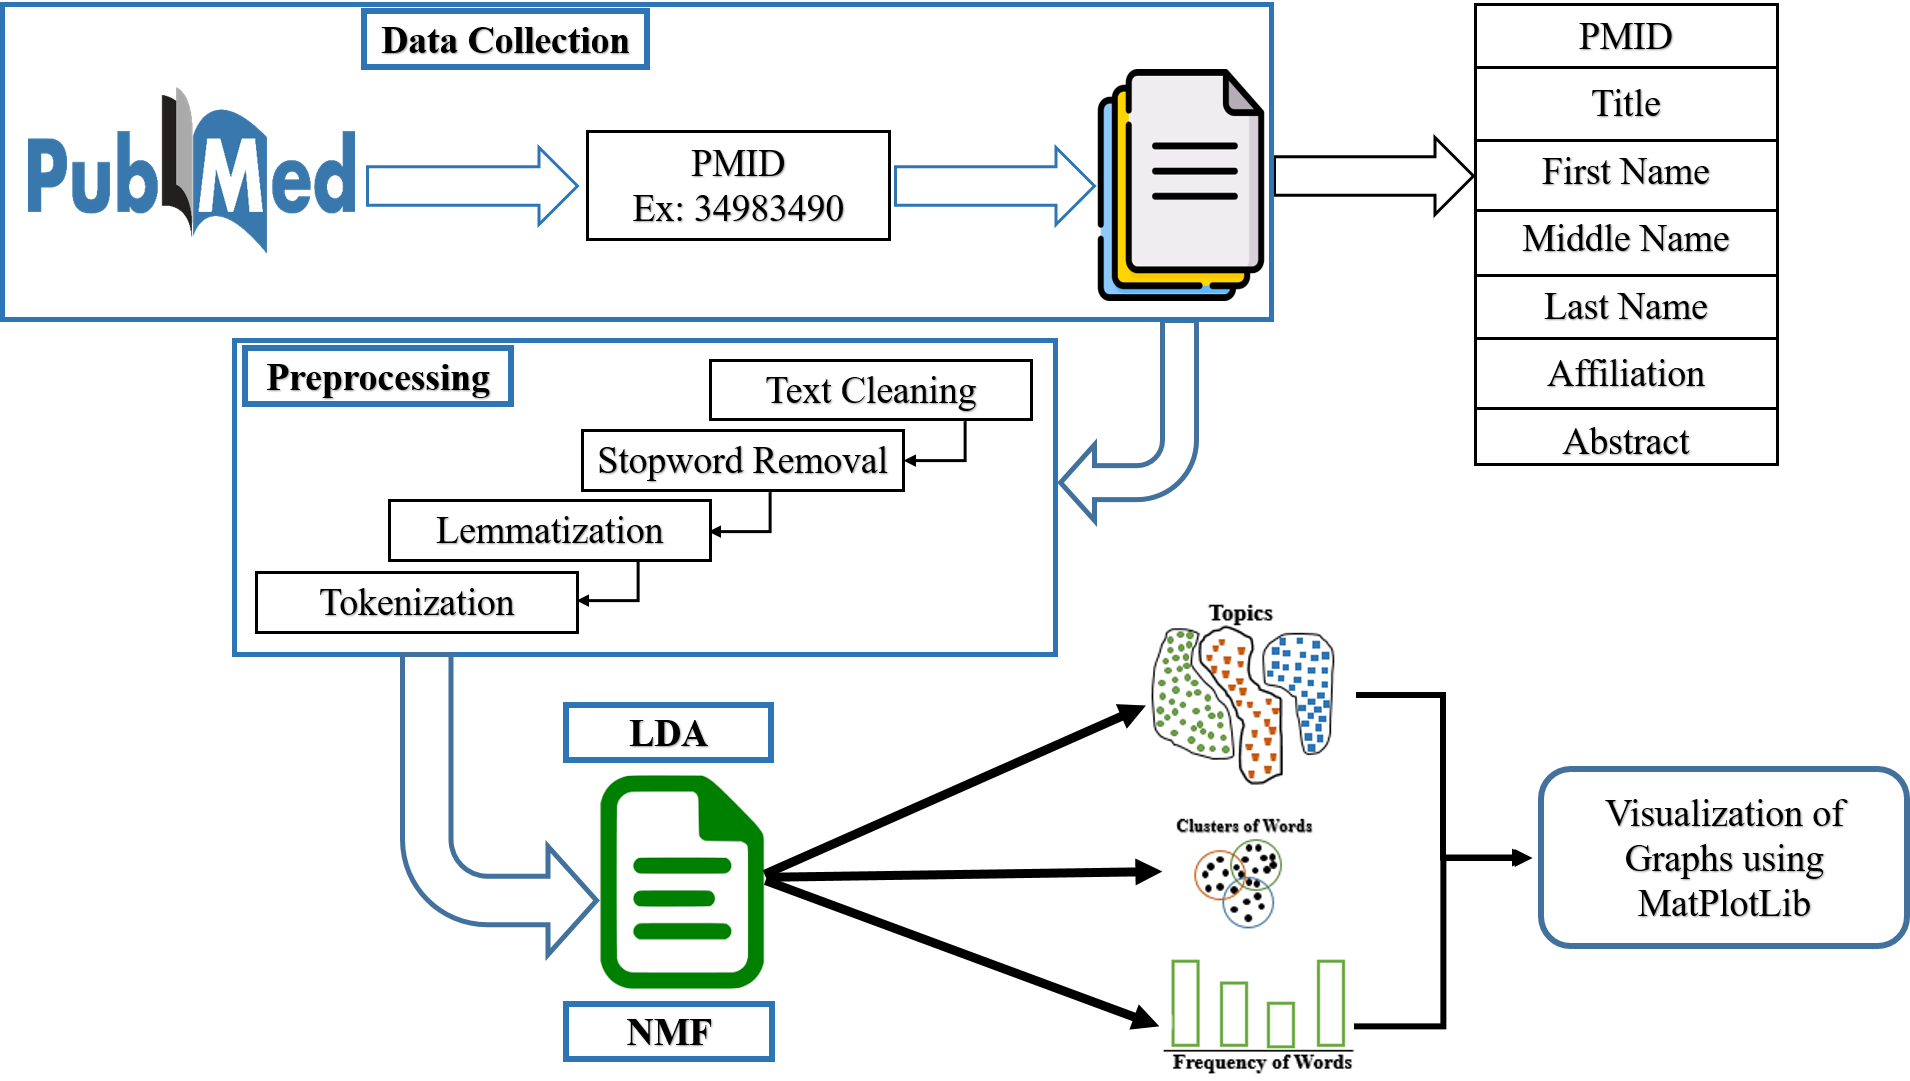 Data Collection
PubMed
PMID
Ex: 34983490
PMID
Title
First Name
Middle Name
Last Name
Affiliation
Abstract
Preprocessing
Text Cleaning
Stopword Removal
Lemmatization
Tokenization
LDA
NMF
Topics
Clusters of Words
Frequency of Words
Visualization of
Graphs using
MatPlotLib